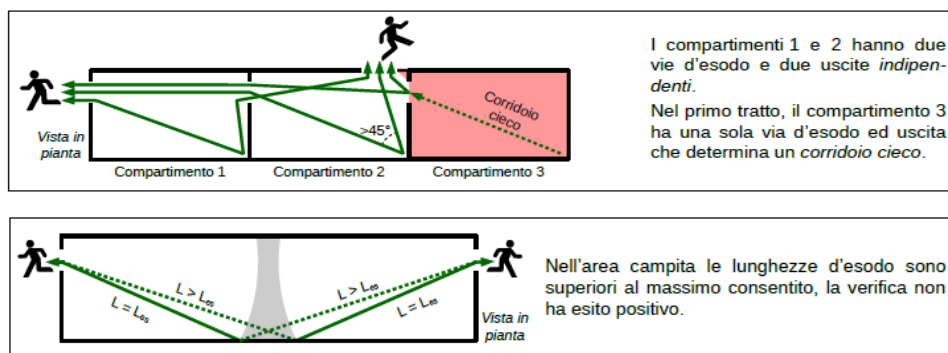 I compartimenti 1 e 2 hanno due
vie d'esodo e due uscite indipen-
denti.
Nel primo tratto, il compartimento 3
ha una sola via d'esodo ed uscita
che determina un corridoio cieco.
Corridoio
cieco
>45°
Vista in
pianta
Compartimento 1
Compartimento 2
Compartimento 3
L = Les
L > Les
L > Les
L = Les
Vista in
pianta
Nell'area campita le lunghezze d'esodo sono
superiori al massimo consentito, la verifica non
ha esito positivo.